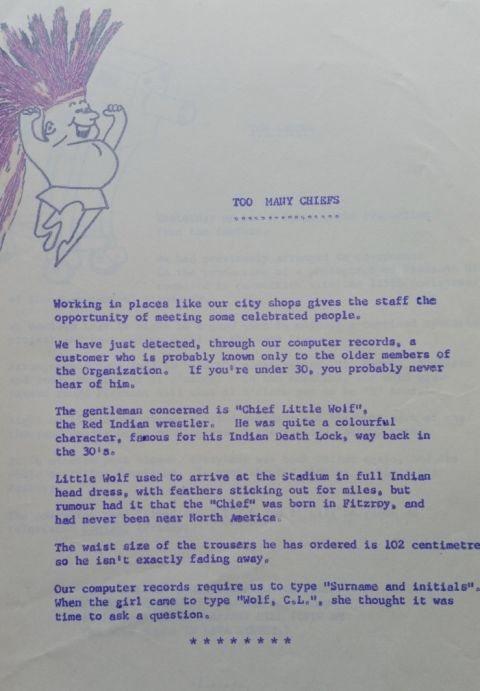 TOO MANY CHIEFS
Working in places like our city shops gives the staff the
opportunity of meeting some celebrated people.
We have just detected, through our computer records, a
customer who is probably known only to the older members of
the Organization. If you're under 30, you probably never
hear of him.
The gentleman concerned is "Chief Little Wolf",
the Red Indian wrestler. He was quite a colourful
character, famous for his Indian Death Lock, way back in
the 30's.
Little Wolf used to arrive at the Stadium in full Indian
head dress, with feathers sticking out for miles, but
rumour had it that the "Chief" was born in Fitzroy, and
had never been near North America.
The waist size of the trousers he has ordered is 102 centimetre
so he isn't exactly fading away.
Our computer records require us to type "Surname and initials".
When the girl came to type "Wolf, C.L.", she thought it was
time to ask a question.
* * * * * * * *